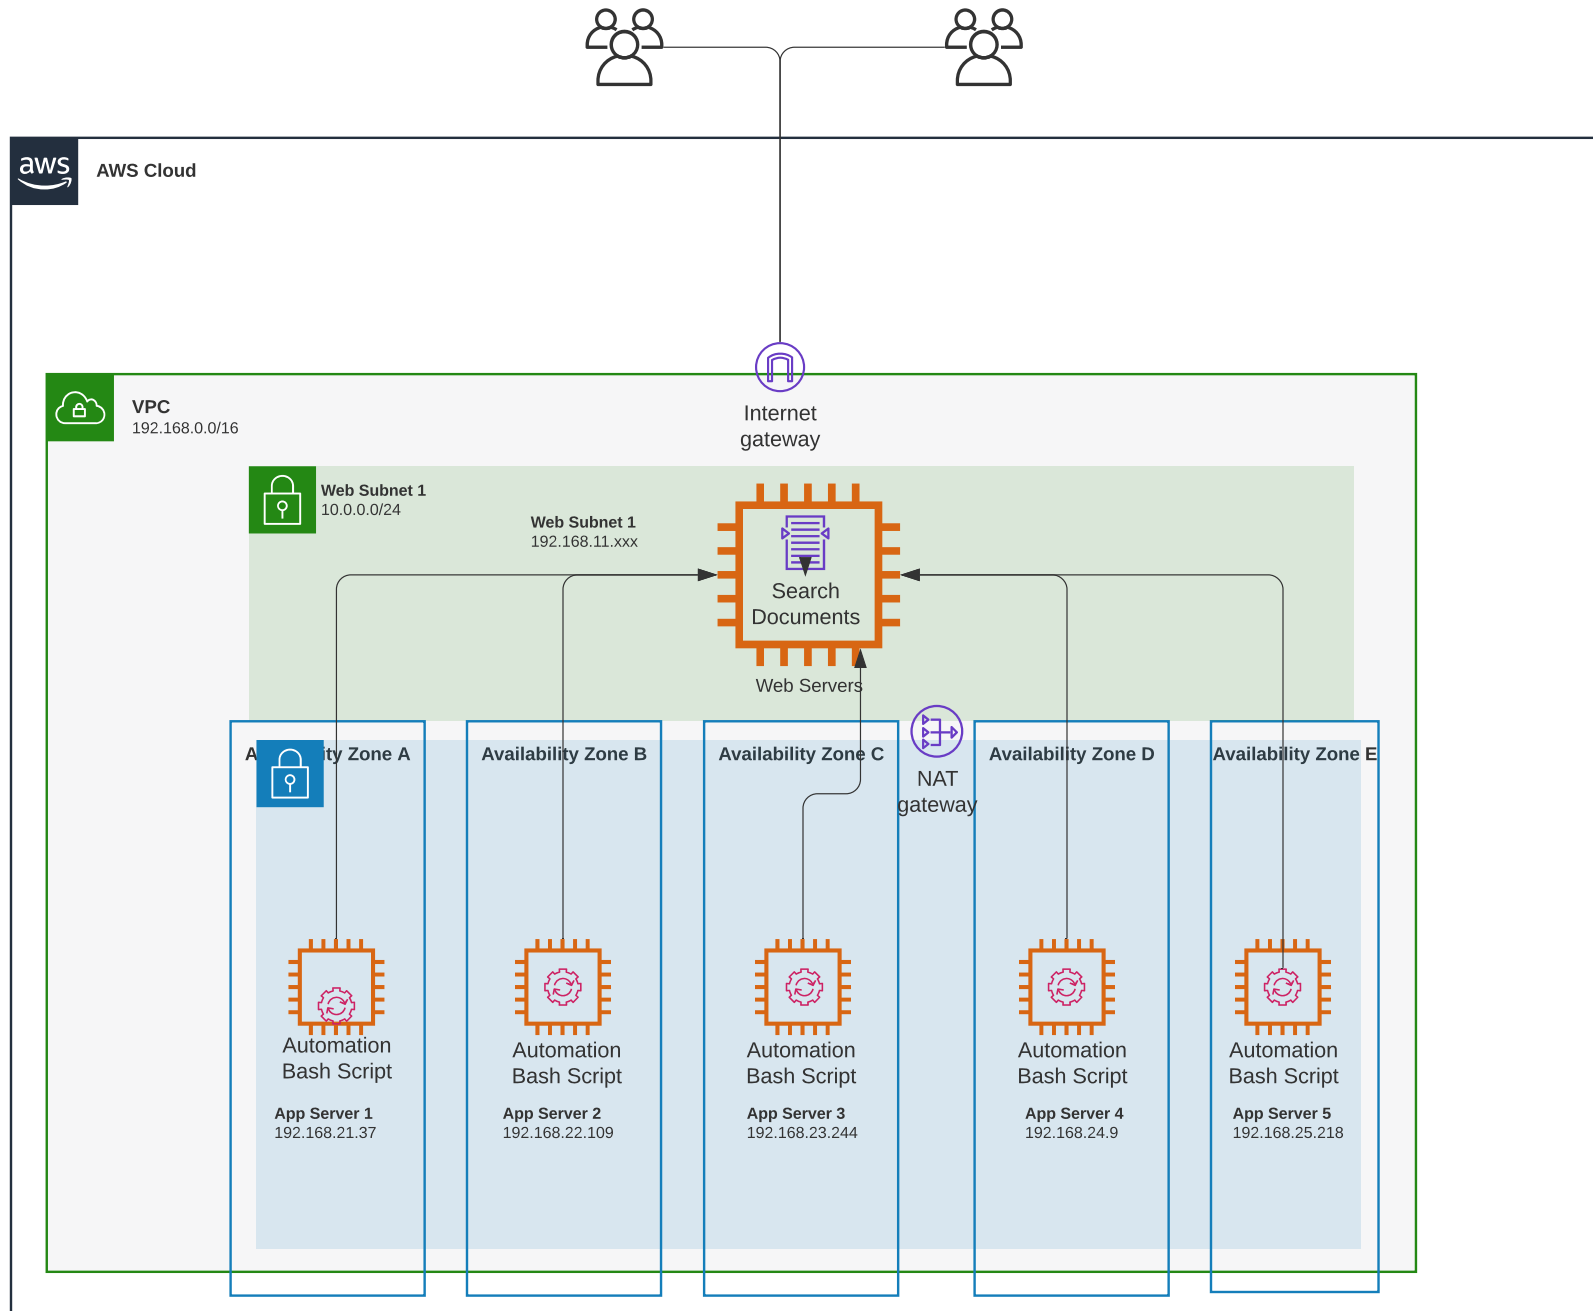 aws
AWS Cloud
VPC
192.168.0.0/16
Internet
gateway
Web Subnet 1
10.0.0.0/24
Web Subnet 1
192.168.11.xxx
Search
Documents
Web Servers
Availability Zone A
Availability Zone B
Availability Zone C
Availability Zone D
Availability Zone E
NAT
gateway
Automation
Bash Script
Automation
Bash Script
Automation
Bash Script
Automation
Bash Script
Automation
Bash Script
App Server 1
192.168.21.37
App Server 2
192.168.22.109
App Server 3
192.168.23.244
App Server 4
192.168.24.9
App Server 5
192.168.25.218